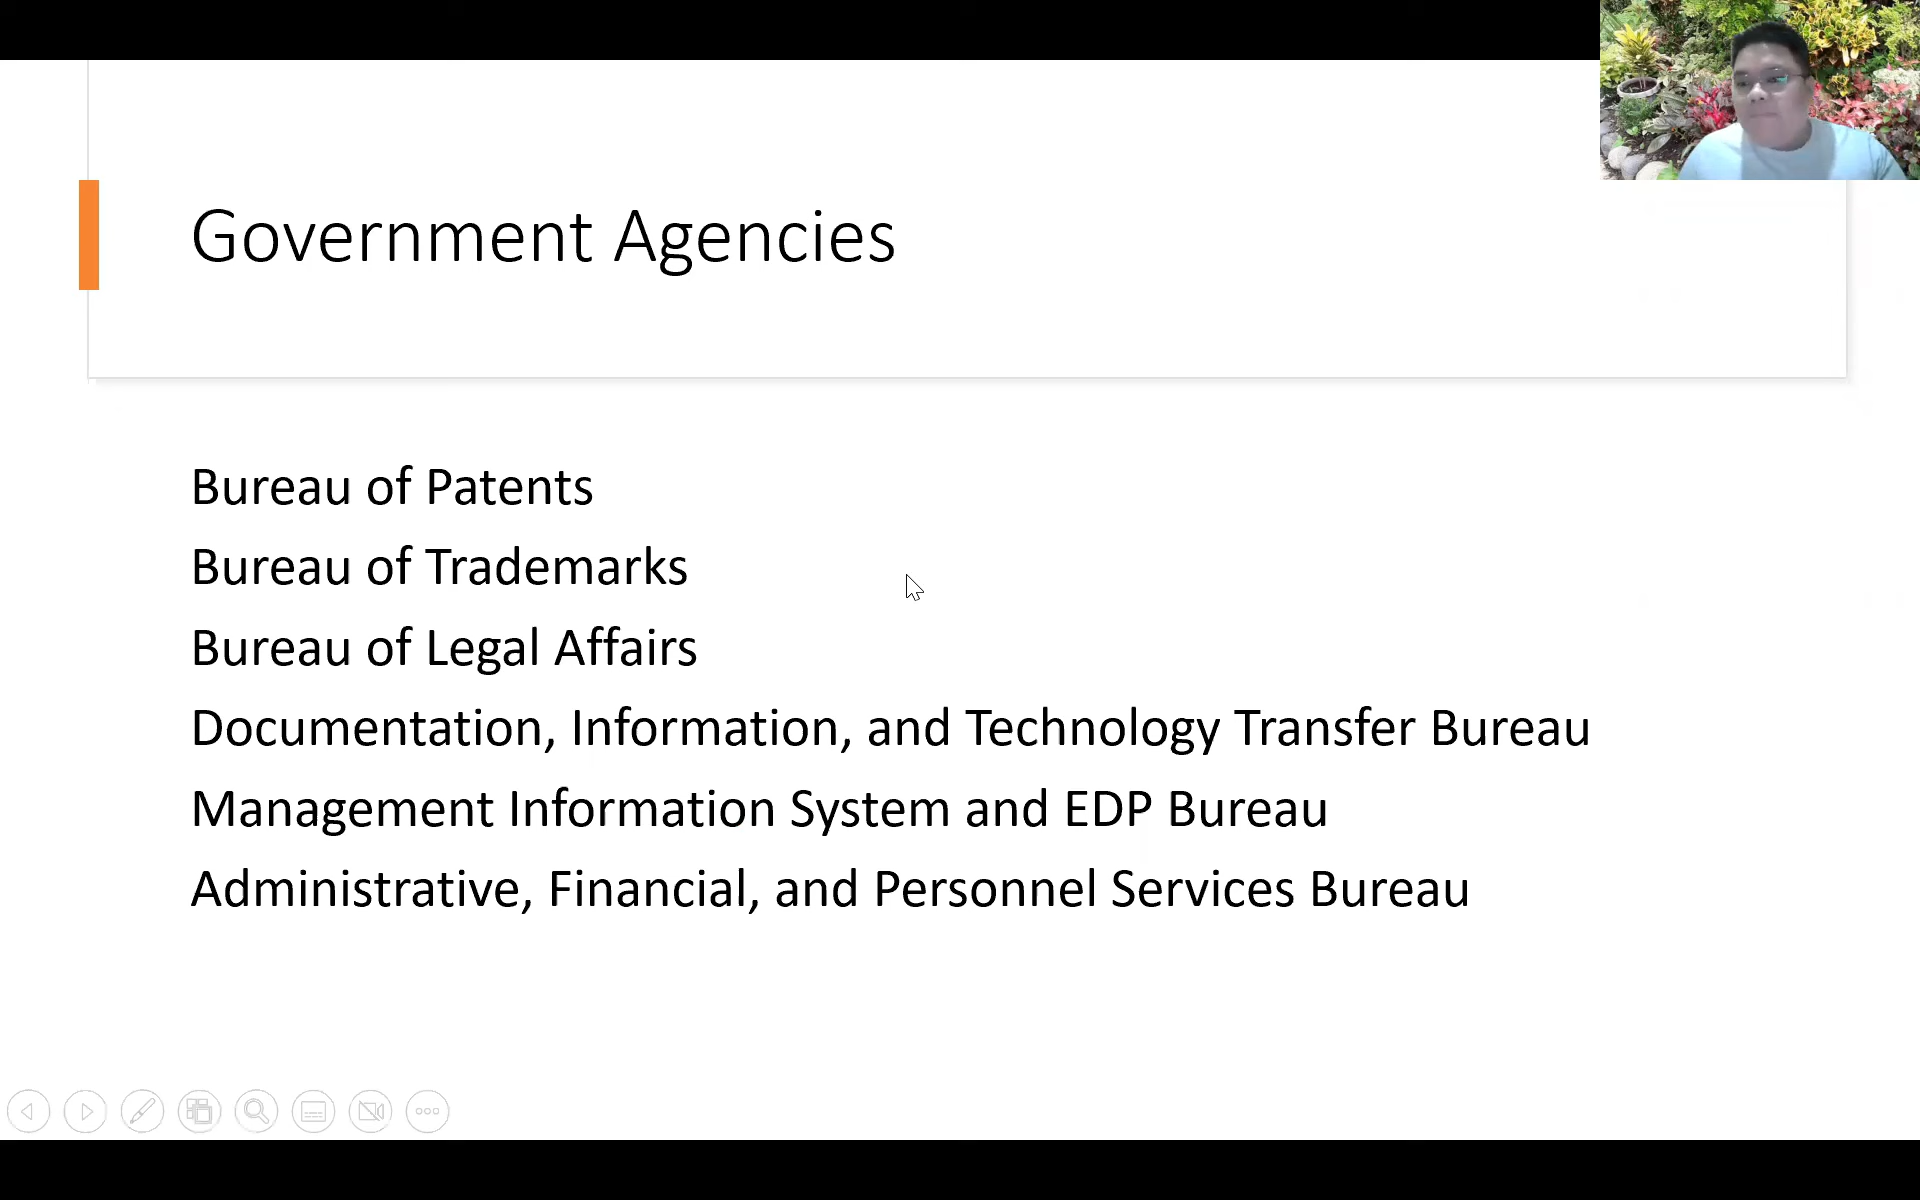 Government Agencies
Bureau of Patents
Bureau of Trademarks
Bureau of Legal Affairs
Documentation, Information, and Technology Transfer Bureau
Management Information System and EDP Bureau
Administrative, Financial, and Personnel Services Bureau